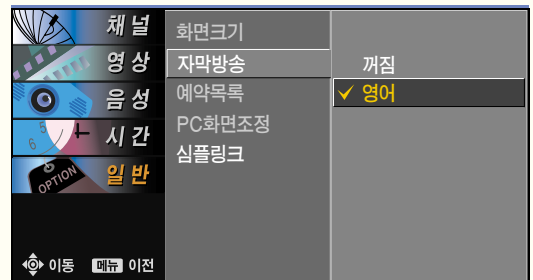 채널
영상
음성
5
6
시간
OPTION
일반
이동 메뉴 이전
화면크기
자막방송
예약목록
PC화면조정
심플링크
꺼짐
영어